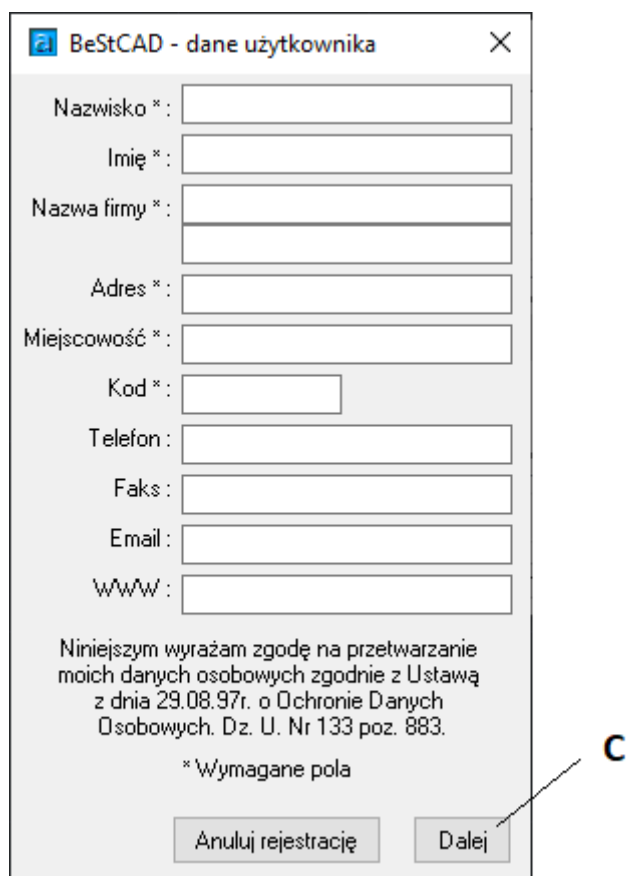 BeStCAD - dane użytkownika
Nazwisko * :
Imię * :
Nazwa firmy * :
Adres * :
Miejscowość * :
Kod * :
Telefon :
Faks :
Email :
WWW :
Niniejszym wyrażam zgodę na przetwarzanie
moich danych osobowych zgodnie z Ustawą
z dnia 29.08.97r. o Ochronie Danych
Osobowych. Dz. U. Nr 133 poz. 883.
* Wymagane pola
C
Anuluj rejestrację Dalej